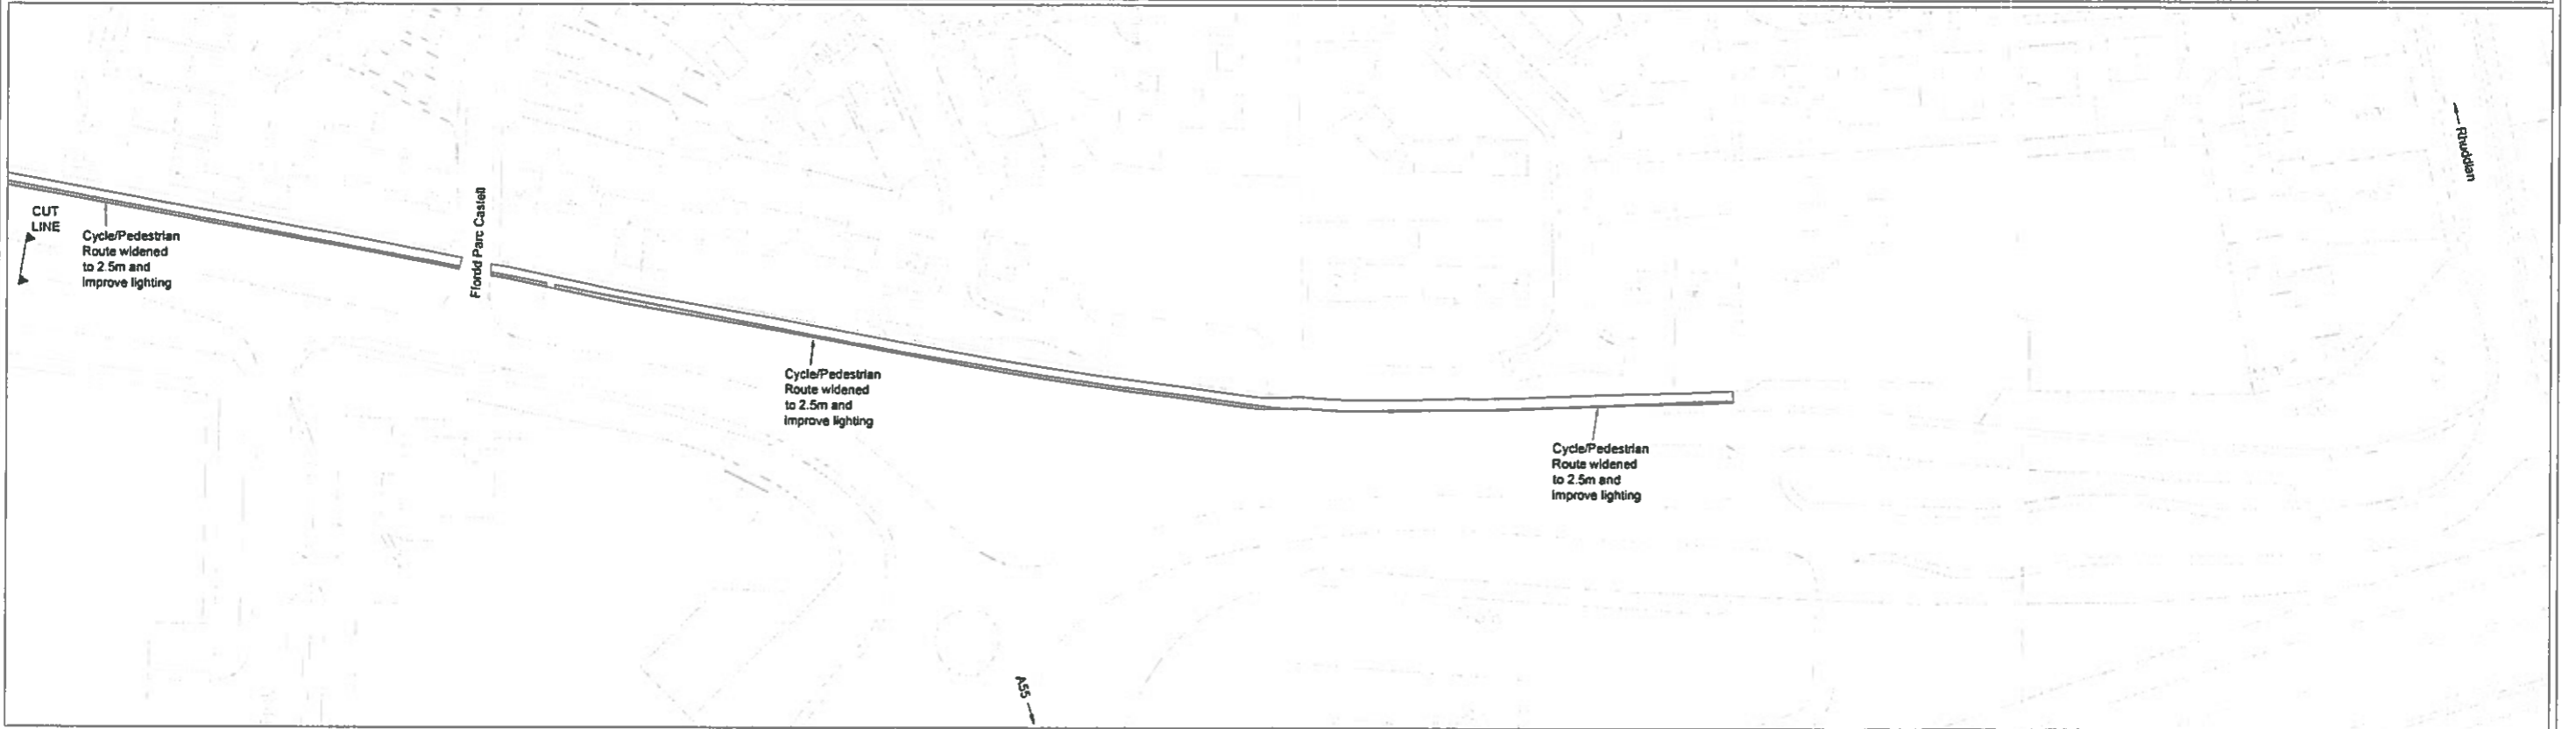 CUT
LINE
Cycle/Pedestrian
Route widened
to 2.5m and
improve lighting
Ffordd Parc Castell
Cycle/Pedestrian
Route widened
to 2.5m and
improve lighting
Cycle/Pedestrian
Route widened
to 2.5m and
improve lighting
Rhuddlan
A55